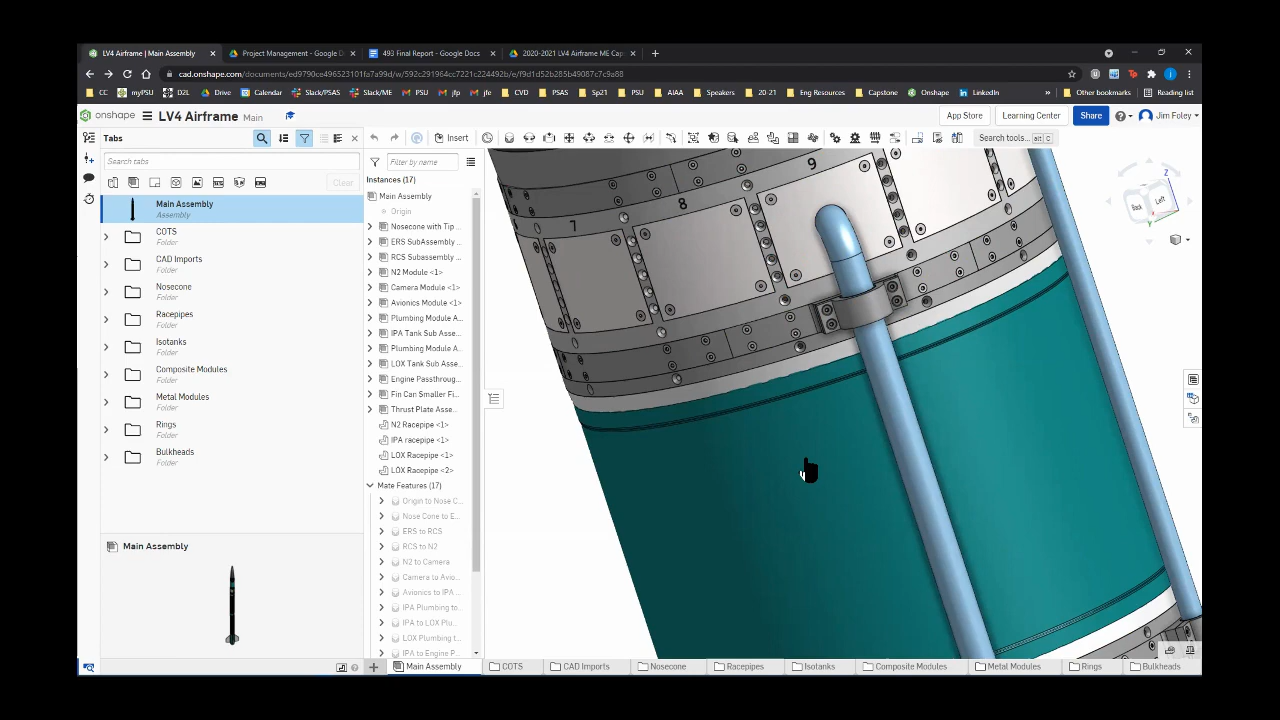 LV4 Airframe | Main Assembly
Project Management - Google D
493 Final Report - Google Docs
2020-2021 LV4 Airframe ME Cap
cad.onshape.com/documents/ed9790ce496523101fa7a99d/w/592c291964cc7221c224492b/e/f9d1d52b285b49087c7c9a88
CC myPSU D2L Drive Calendar Slack/PSAS Slack/ME PSU jfp jfe CVD PSAS Sp21 PSU AIAA Speakers 20-21 Eng Resources Capstone Onshape LinkedIn » Other bookmarks Reading list
onshape LV4 Airframe Main App Store Learning Center Share Jim Foley
Tabs
Insert
Search tools... alt C
Search tabs
Clear
Main Assembly
Assembly
COTS
Folder
CAD Imports
Folder
Nosecone
Folder
Racepipes
Folder
Isotanks
Folder
Composite Modules
Folder
Metal Modules
Folder
Rings
Folder
Bulkheads
Folder
Main Assembly
Filter by name
Instances (17)
Main Assembly
Origin
Nosecone with Tip ...
ERS SubAssembly ...
RCS Subassembly ...
N2 Module <1>
Camera Module <1>
Avionics Module <1>
Plumbing Module A...
IPA Tank Sub Asse...
Plumbing Module A...
LOX Tank Sub Asse...
Engine Passthroug...
Fin Can Smaller Fi...
Thrust Plate Asse...
N2 Racepipe <1>
IPA racepipe <1>
LOX Racepipe <1>
LOX Racepipe <2>
Mate Features (17)
Origin to Nose C...
Nose Cone to E...
ERS to RCS
RCS to N2
N2 to Camera
Camera to Avio...
Avionics to IPA ...
IPA Plumbing to...
IPA to LOX Plu...
LOX Plumbing t...
IPA to Engine P...
7
8
9
Z
Back
Left
Y
Main Assembly COTS CAD Imports Nosecone Racepipes Isotanks Composite Modules Metal Modules Rings Bulkheads